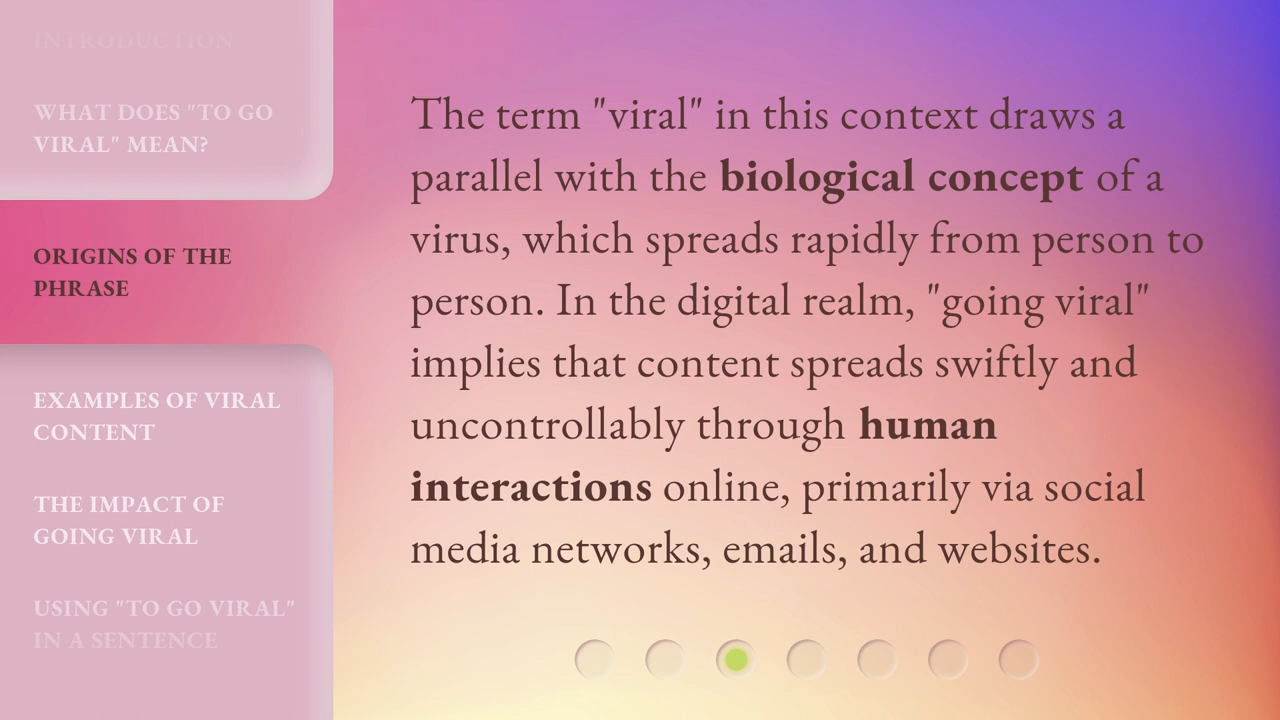 INTRODUCTION
WHAT DOES "TO GO
VIRAL" MEAN?
ORIGINS OF THE
PHRASE
EXAMPLES OF VIRAL
CONTENT
THE IMPACT OF
GOING VIRAL
USING "TO GO VIRAL"
IN A SENTENCE
The term "viral" in this context draws a
parallel with the biological concept of a
virus, which spreads rapidly from person to
person. In the digital realm, "going viral"
implies that content spreads swiftly and
uncontrollably through human
interactions online, primarily via social
media networks, emails, and websites.